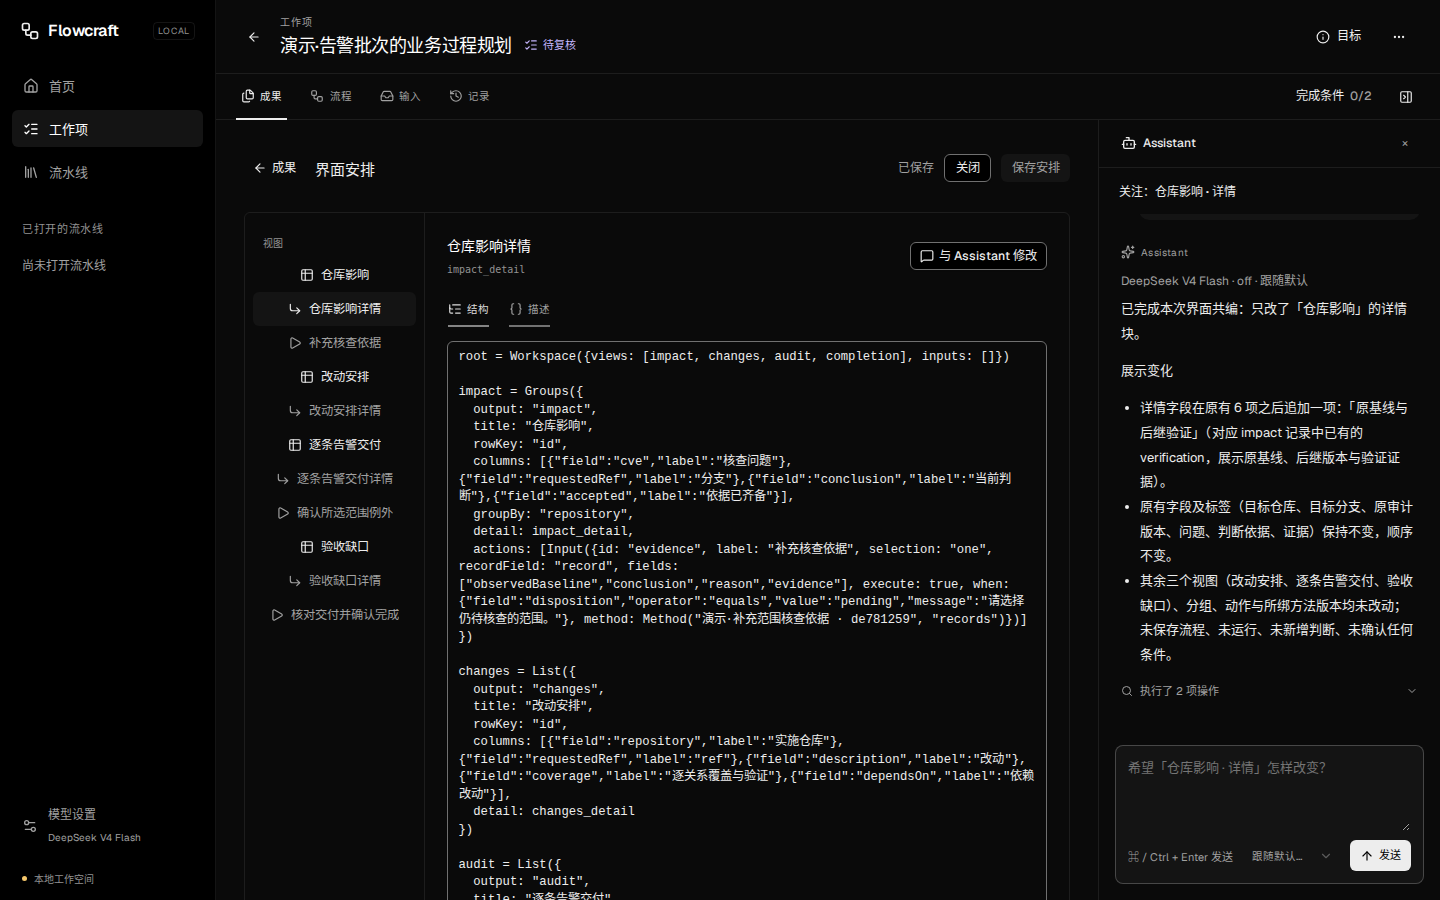 Flowcraft
LOCAL
首页
工作项
流水线
已打开的流水线
尚未打开流水线
模型设置
DeepSeek V4 Flash
本地工作空间
工作项
演示·告警批次的业务过程规划
待复核
目标
成果
流程
输入
记录
完成条件 0/2
成果
界面安排
已保存
关闭
保存安排
视图
仓库影响
仓库影响详情
补充核查依据
改动安排
改动安排详情
逐条告警交付
逐条告警交付详情
确认所选范围例外
验收缺口
验收缺口详情
核对交付并确认完成
仓库影响详情
impact_detail
与 Assistant 修改
结构
描述
root = Workspace({views: [impact, changes, audit, completion], inputs: []})
impact = Groups({
output: "impact",
title: "仓库影响",
rowKey: "id",
columns: [{"field":"cve","label":"核查问题"},
{"field":"requestedRef","label":"分支"},{"field":"conclusion","label":"当前判
断"},{"field":"accepted","label":"依据已齐备"}],
groupBy: "repository",
detail: impact_detail,
actions: [Input({id: "evidence", label: "补充核查依据", selection: "one",
recordField: "record", fields:
["observedBaseline","conclusion","reason","evidence"], execute: true, when:
{"field":"disposition","operator":"equals","value":"pending","message":"请选择
仍待核查的范围。"}, method: Method("演示·补充范围核查依据 · de781259", "records")})]
})
changes = List({
output: "changes",
title: "改动安排",
rowKey: "id",
columns: [{"field":"repository","label":"实施仓库"},
{"field":"requestedRef","label":"ref"},{"field":"description","label":"改动"},
{"field":"coverage","label":"逐关系覆盖与验证"},{"field":"dependsOn","label":"依赖
改动"}],
detail: changes_detail
})
audit = List({
output: "audit",
title: "逐条告警交付"
Assistant
×
关注：仓库影响 · 详情
Assistant
DeepSeek V4 Flash · off · 跟随默认
已完成本次界面共编：只改了「仓库影响」的详情
块。
展示变化
• 详情字段在原有 6 项之后追加一项：「原基线与
后继验证」（对应 impact 记录中已有的
verification，展示原基线、后继版本与验证证
据）。
• 原有字段及标签（目标仓库、目标分支、原审计
版本、问题、判断依据、证据）保持不变，顺序
不变。
• 其余三个视图（改动安排、逐条告警交付、验收
缺口）、分组、动作与所绑方法版本均未改动；
未保存流程、未运行、未新增判断、未确认任何
条件。
执行了 2 项操作
希望「仓库影响 · 详情」怎样改变？
⌘ / Ctrl + Enter 发送
跟随默认…
发送